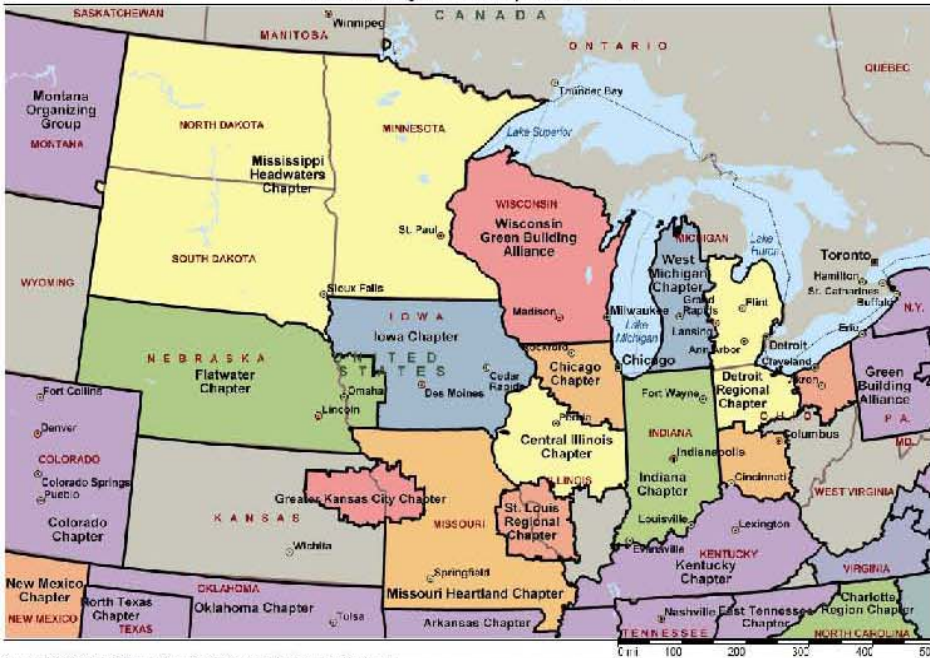 SASKATCHEWAN
Winnipeg
MANITOBA
CANADA
ONTARIO
QUEBEC
Thunder Bay
Lake Superior
Montana
Organizing
Group
MONTANA
NORTH DAKOTA
MINNESOTA
Mississippi
Headwaters
Chapter
SOUTH DAKOTA
St. Paul
Sioux Falls
WYOMING
WISCONSIN
Wisconsin
Green Building
Alliance
Madison
Milwaukee
Lake
Michigan
MICHIGAN
West
Michigan
Chapter
Grand
Rapids
Lansing
Lake
Huron
Flint
Ann Arbor
Detroit
Toronto
Hamilton
St. Catharines
Buffalo
Erie
N.Y.
Cleveland
Green
Building
Alliance
P A.
MD.
IOWA
Iowa Chapter
UNITED
STATES
Cedar
Rapids
Des Moines
NEBRASKA
Flatwater
Chapter
Omaha
Lincoln
Chicago
Chicago
Chapter
Central Illinois
Chapter
ILLINOIS
Fort Wayne
INDIANA
Indianapolis
Indiana
Chapter
Detroit
Regional
Chapter
OHIO
Columbus
Cincinnati
WEST VIRGINIA
Fort Collins
Denver
COLORADO
Colorado Springs
Pueblo
Colorado
Chapter
Greater Kansas City Chapter
KANSAS
Wichita
MISSOURI
St. Louis
Regional
Chapter
Springfield
Missouri Heartland Chapter
Louisville
Evansville
Lexington
KENTUCKY
Kentucky
Chapter
VIRGINIA
New Mexico
Chapter
NEW MEXICO
North Texas
Chapter
TEXAS
OKLAHOMA
Oklahoma Chapter
Tulsa
Arkansas Chapter
Nashville
TENNESSEE
East Tennessee
Chapter
Charlotte
Region Chapter
NORTH CAROLINA
0 mi 100 200 300 400